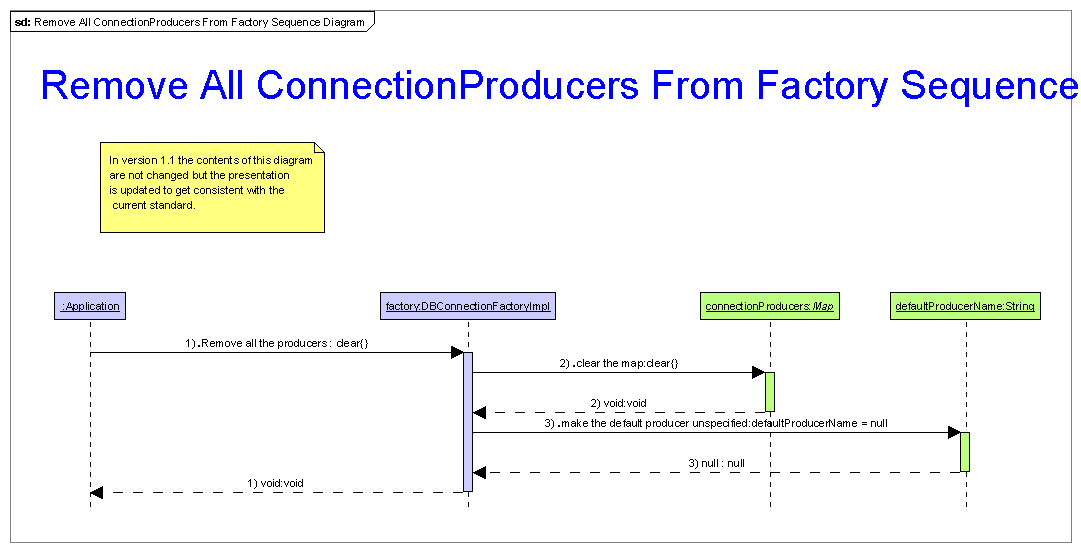 sd: Remove All ConnectionProducers From Factory Sequence Diagram
Remove All ConnectionProducers From Factory Sequence
In version 1.1 the contents of this diagram
are not changed but the presentation
is updated to get consistent with the
current standard.
:Application
factory:DBConnectionFactoryImpl
connectionProducers:Map
defaultProducerName:String
1).Remove all the producers : clear{}
2) .clear the map:clear{}
2) void:void
3) .make the default producer unspecified:defaultProducerName = null
3) null : null
1) void:void